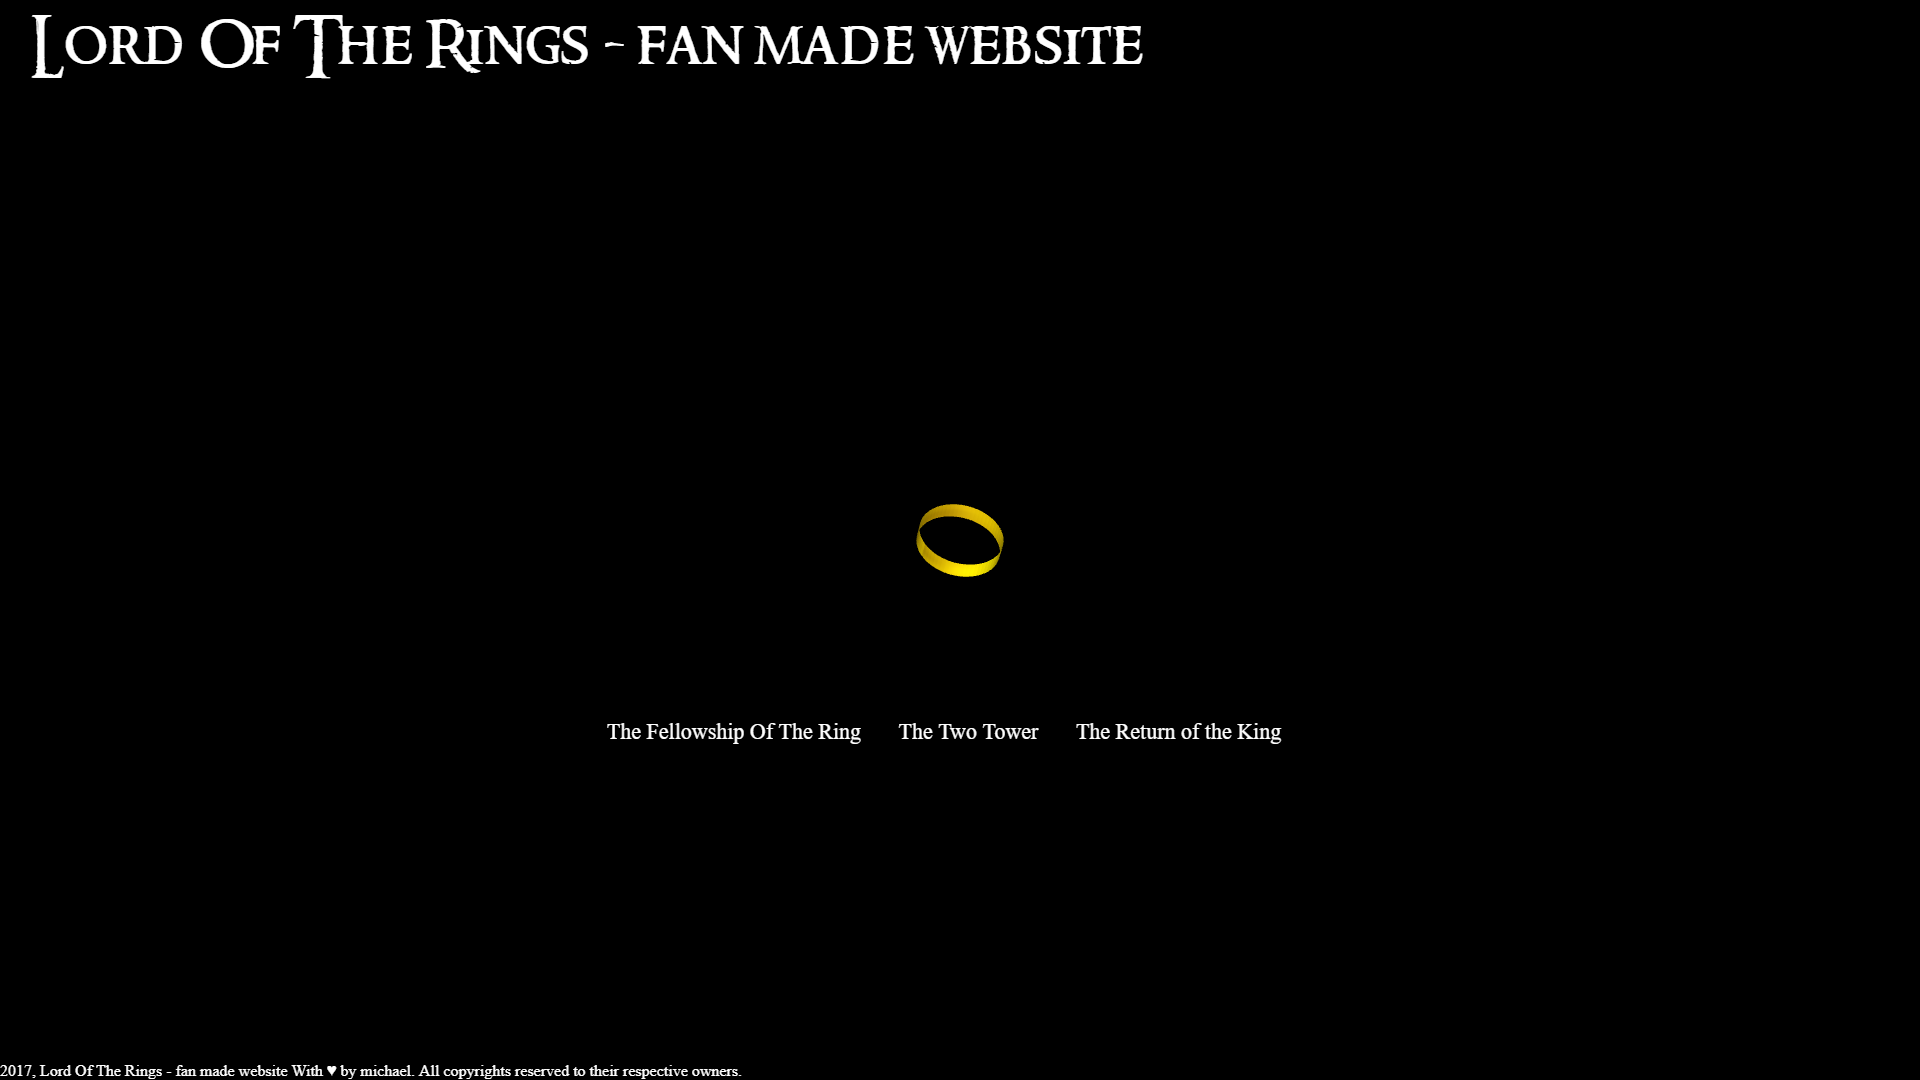 Lord Of The Rings - fan made website
The Fellowship Of The Ring
The Two Tower
The Return of the King
2017, Lord Of The Rings - fan made website With ♥ by michael. All copyrights reserved to their respective owners.